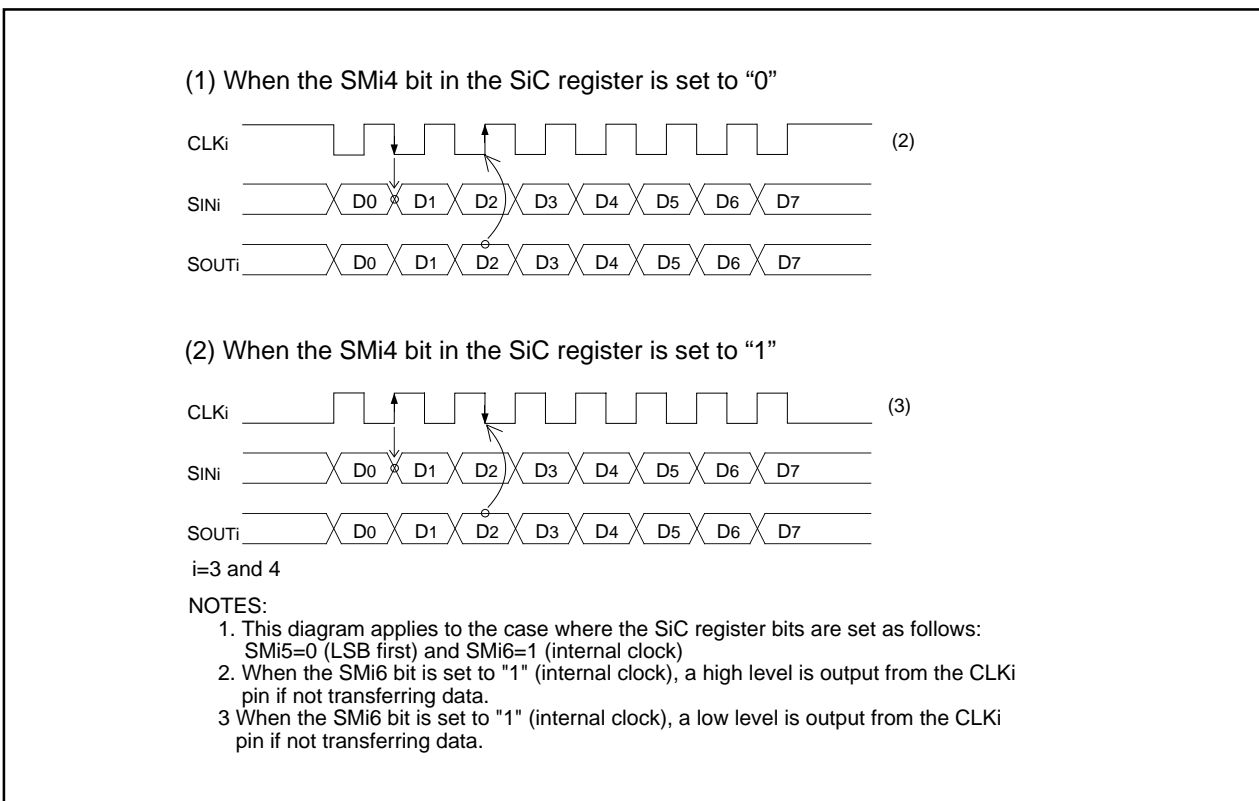 (1) When the SMi4 bit in the SiC register is set to “0”
CLKi
(2)
SINi D0 D1 D2 D3 D4 D5 D6 D7
SOUTi D0 D1 D2 D3 D4 D5 D6 D7
(2) When the SMi4 bit in the SiC register is set to “1”
CLKi
(3)
SINi D0 D1 D2 D3 D4 D5 D6 D7
SOUTi D0 D1 D2 D3 D4 D5 D6 D7
i=3 and 4
NOTES:
1. This diagram applies to the case where the SiC register bits are set as follows:
SMi5=0 (LSB first) and SMi6=1 (internal clock)
2. When the SMi6 bit is set to "1" (internal clock), a high level is output from the CLKi
pin if not transferring data.
3 When the SMi6 bit is set to "1" (internal clock), a low level is output from the CLKi
pin if not transferring data.